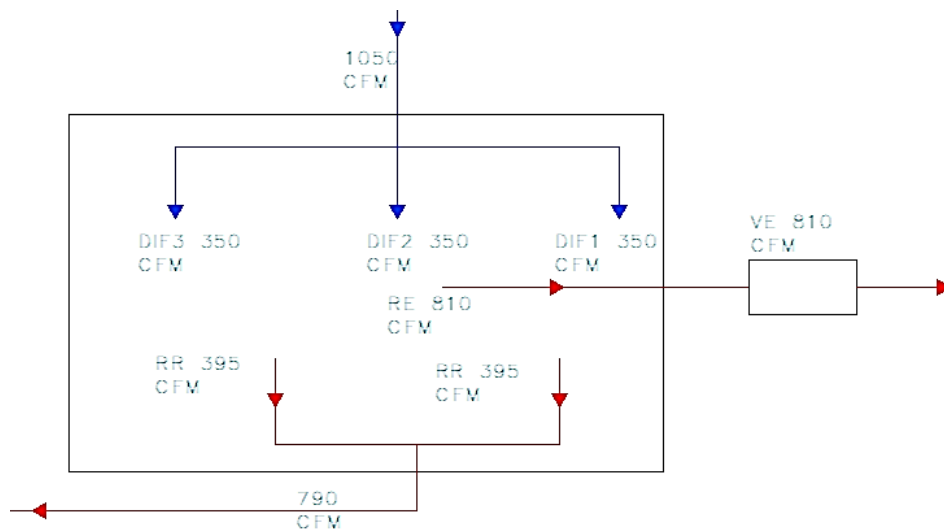 1050
CFM
DIF3 350
CFM
DIF2 350
CFM
DIF1 350
CFM
VE 810
CFM
RE 810
CFM
RR 395
CFM
RR 395
CFM
790
CFM